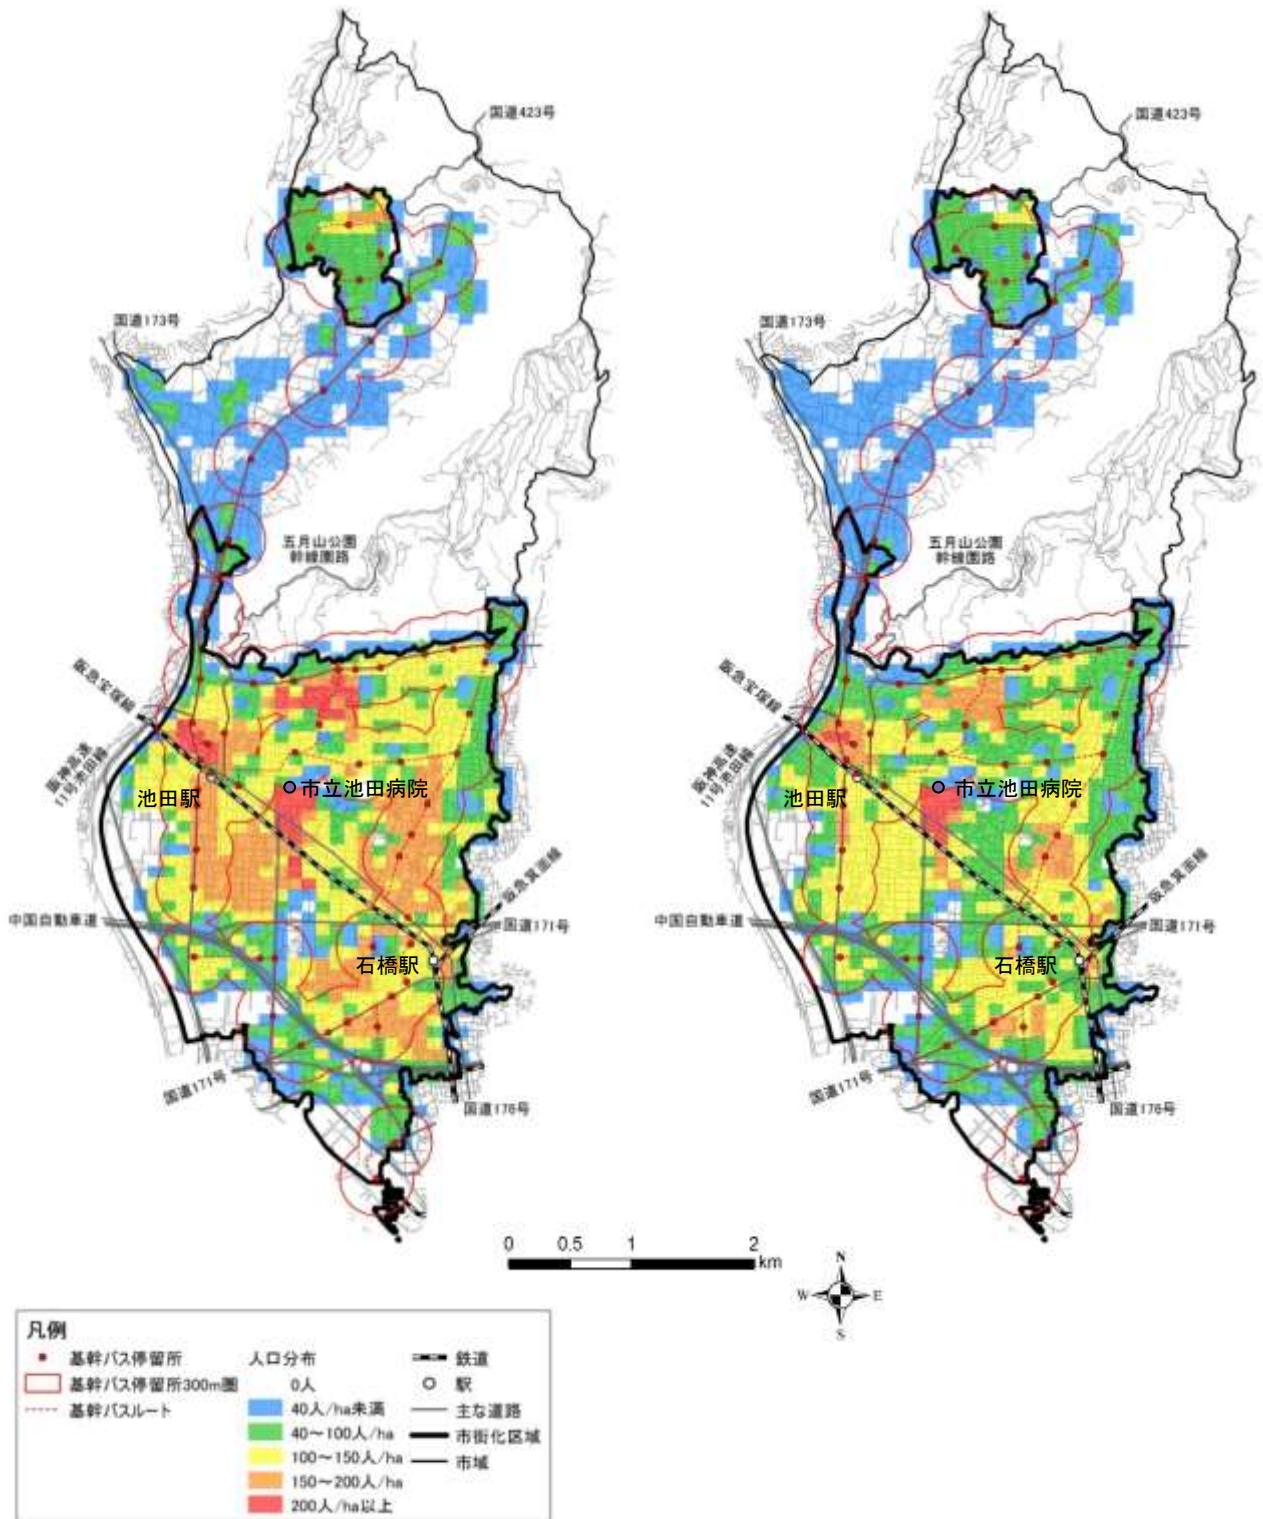 国道423号
国道423号
国道173号
国道173号
五月山公園
幹線園路
五月山公園
幹線園路
阪急宝塚線
阪急宝塚線
阪神高速
11号池田線
阪神高速
11号池田線
池田駅
市立池田病院
池田駅
市立池田病院
阪急箕面線
阪急箕面線
中国自動車道
国道171号
中国自動車道
国道171号
石橋駅
石橋駅
国道171号
国道176号
国道171号
国道176号
0 0.5 1 2
km
N
W E
S
凡例
基幹バス停留所 人口分布 鉄道
基幹バス停留所300m圏 0人 駅
基幹バスルート 40人/ha未満 主な道路
40～100人/ha 市街化区域
100～150人/ha 市域
150～200人/ha
200人/ha以上